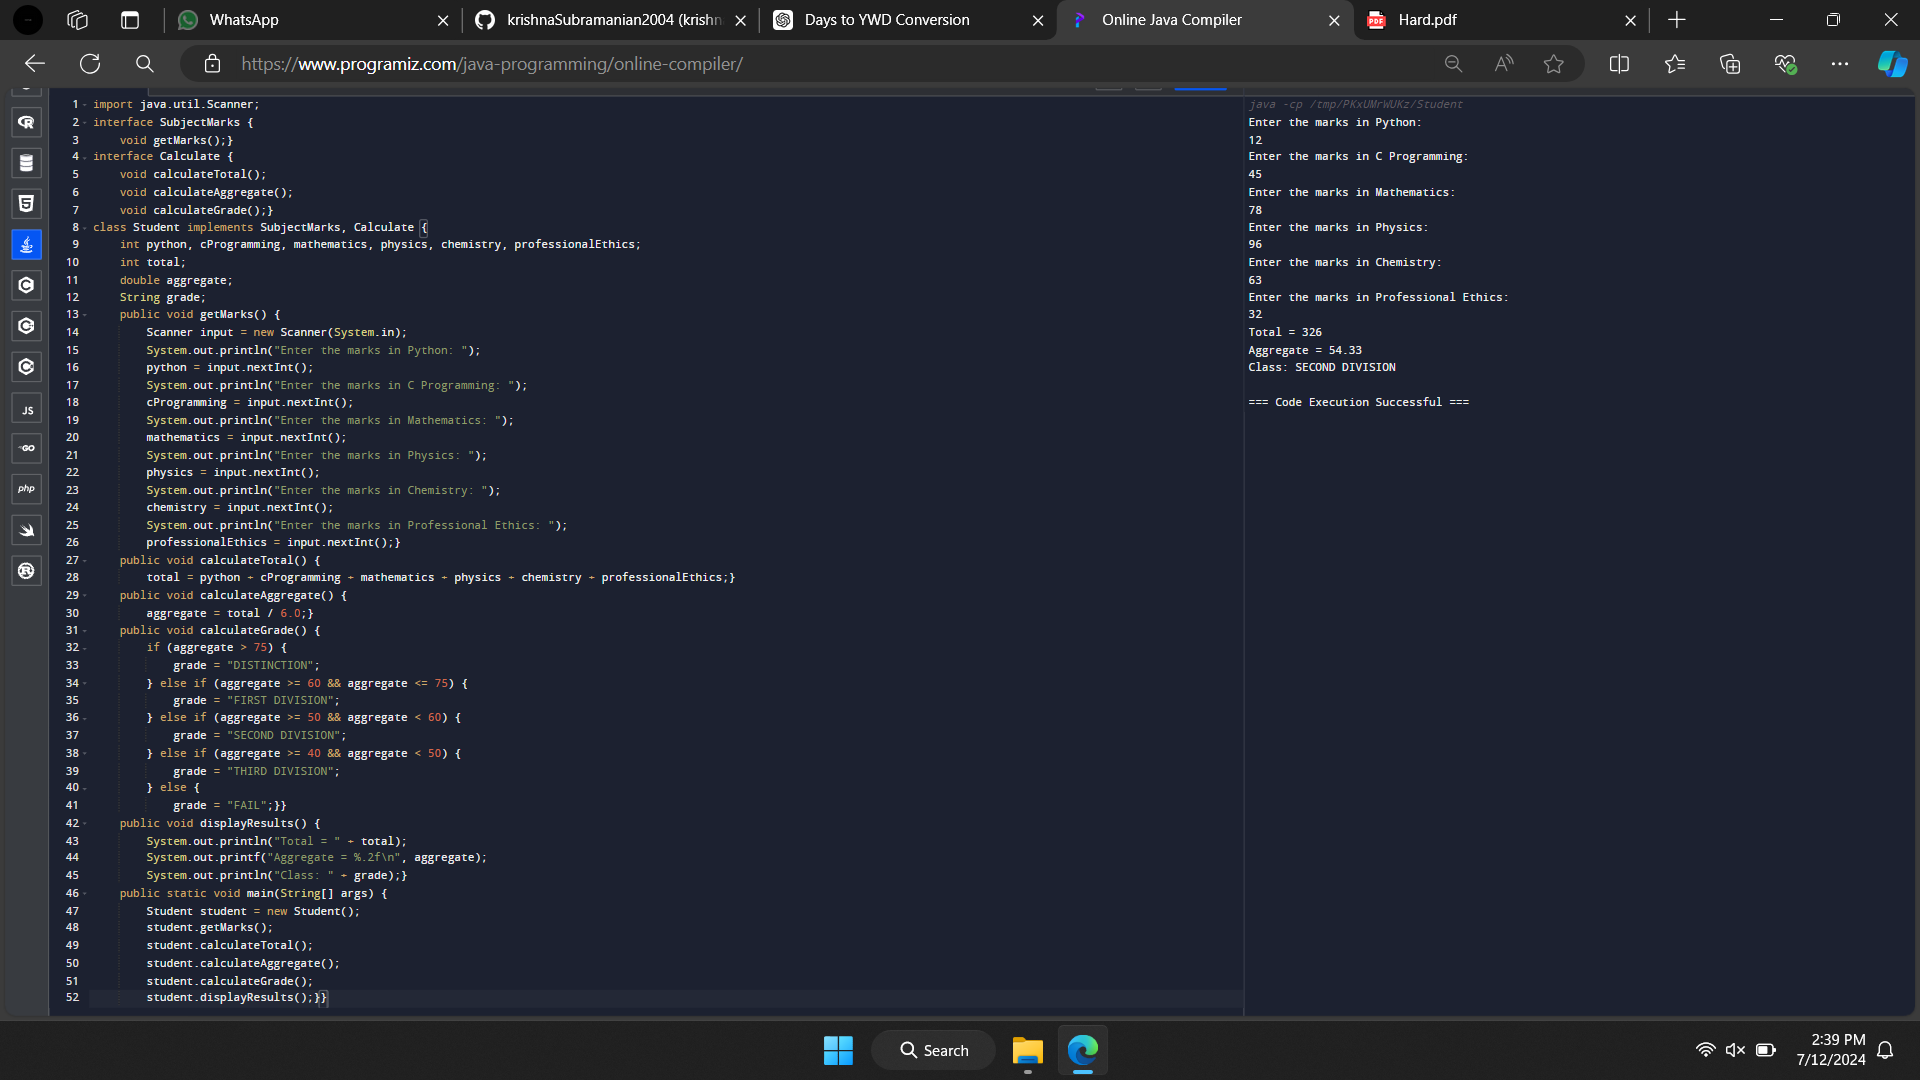 WhatsApp
krishnaSubramanian2004 (krishn
Days to YWD Conversion
Online Java Compiler
PDF
Hard.pdf
https://www.programiz.com/java-programming/online-compiler/
1 import java.util.Scanner;
2 interface SubjectMarks {
3 void getMarks();}
4 interface Calculate {
5 void calculateTotal();
6 void calculateAggregate();
7 void calculateGrade();}
8 class Student implements SubjectMarks, Calculate {
9 int python, cProgramming, mathematics, physics, chemistry, professionalEthics;
10 int total;
11 double aggregate;
12 String grade;
13 public void getMarks() {
14 Scanner input = new Scanner(System.in);
15 System.out.println("Enter the marks in Python: ");
16 python = input.nextInt();
17 System.out.println("Enter the marks in C Programming: ");
18 cProgramming = input.nextInt();
19 System.out.println("Enter the marks in Mathematics: ");
20 mathematics = input.nextInt();
21 System.out.println("Enter the marks in Physics: ");
22 physics = input.nextInt();
23 System.out.println("Enter the marks in Chemistry: ");
24 chemistry = input.nextInt();
25 System.out.println("Enter the marks in Professional Ethics: ");
26 professionalEthics = input.nextInt();}
27 public void calculateTotal() {
28 total = python + cProgramming + mathematics + physics + chemistry + professionalEthics;}
29 public void calculateAggregate() {
30 aggregate = total / 6.0;}
31 public void calculateGrade() {
32 if (aggregate > 75) {
33 grade = "DISTINCTION";
34 } else if (aggregate >= 60 && aggregate <= 75) {
35 grade = "FIRST DIVISION";
36 } else if (aggregate >= 50 && aggregate < 60) {
37 grade = "SECOND DIVISION";
38 } else if (aggregate >= 40 && aggregate < 50) {
39 grade = "THIRD DIVISION";
40 } else {
41 grade = "FAIL";}}
42 public void displayResults() {
43 System.out.println("Total = " + total);
44 System.out.printf("Aggregate = %.2f\n", aggregate);
45 System.out.println("Class: " + grade);}
46 public static void main(String[] args) {
47 Student student = new Student();
48 student.getMarks();
49 student.calculateTotal();
50 student.calculateAggregate();
51 student.calculateGrade();
52 student.displayResults();}}
java -cp /tmp/PKxUMrWUKz/Student
Enter the marks in Python:
12
Enter the marks in C Programming:
45
Enter the marks in Mathematics:
78
Enter the marks in Physics:
96
Enter the marks in Chemistry:
63
Enter the marks in Professional Ethics:
32
Total = 326
Aggregate = 54.33
Class: SECOND DIVISION
=== Code Execution Successful ===
JS
GO
php
Search
2:39 PM
7/12/2024